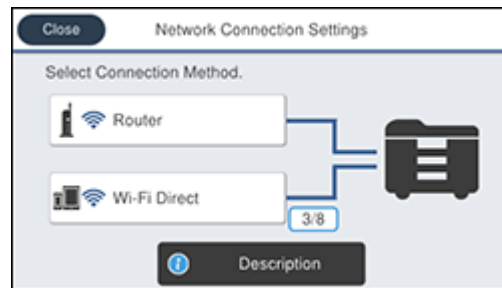 Close
Network Connection Settings
Select Connection Method.
Router
Wi-Fi Direct
3/8
Description